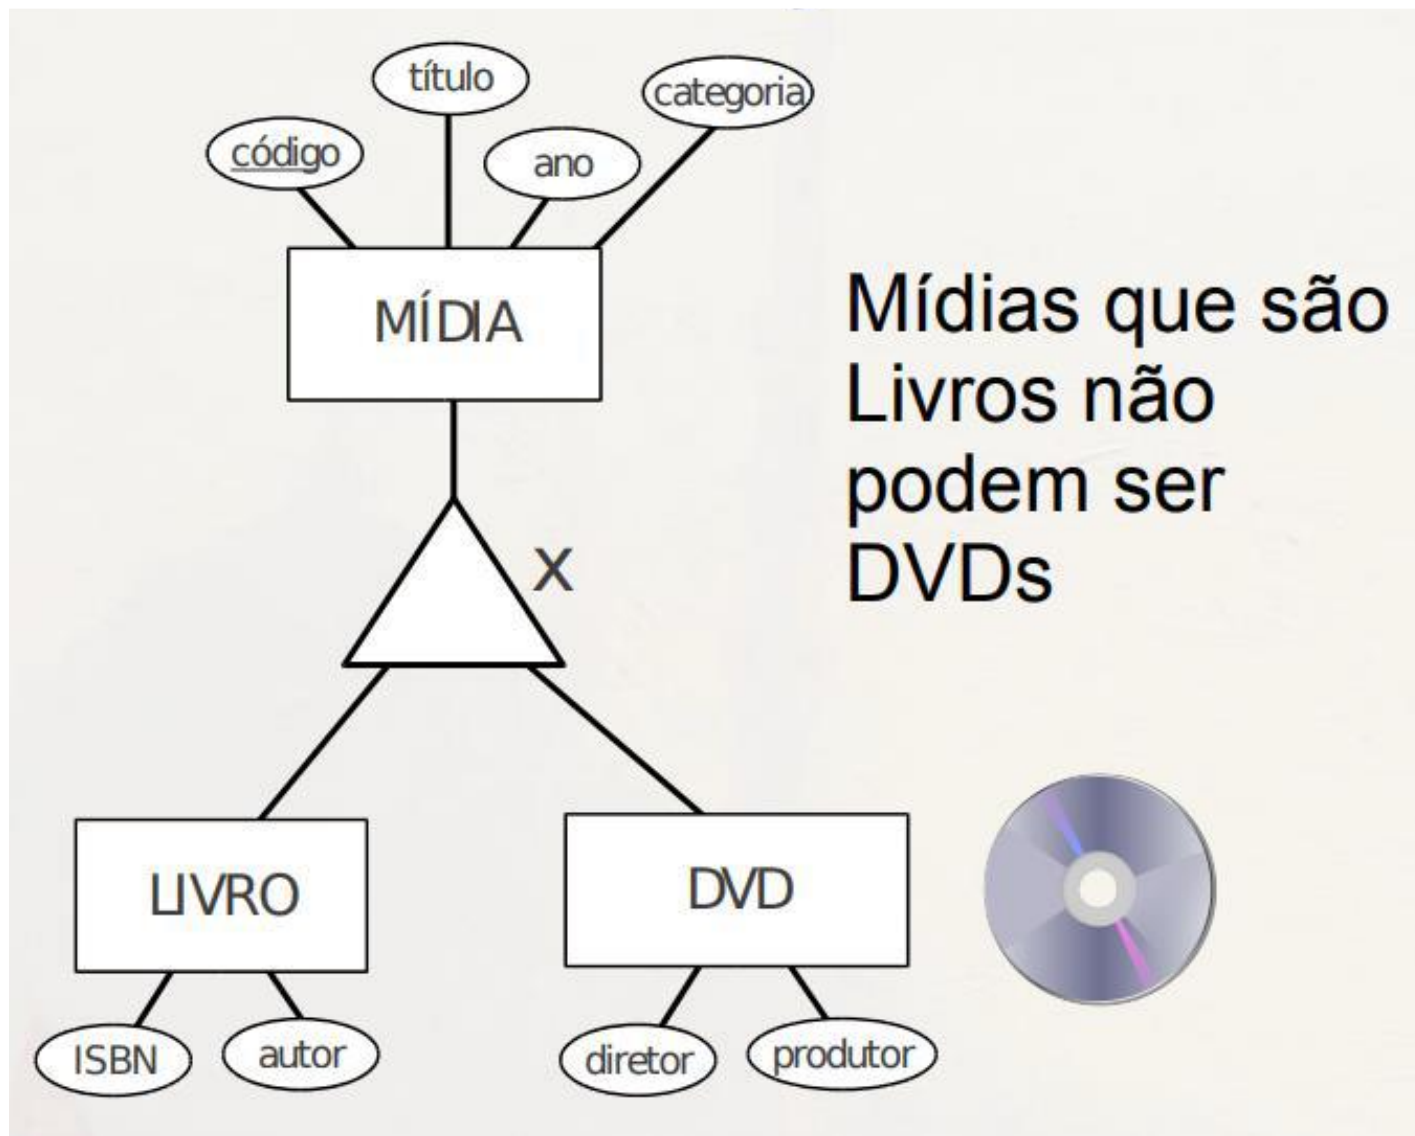 título
categoria
código
ano
MÍDIA
Mídias que são
Livros não
podem ser
DVDs
X
LIVRO
DVD
ISBN
autor
diretor
produtor